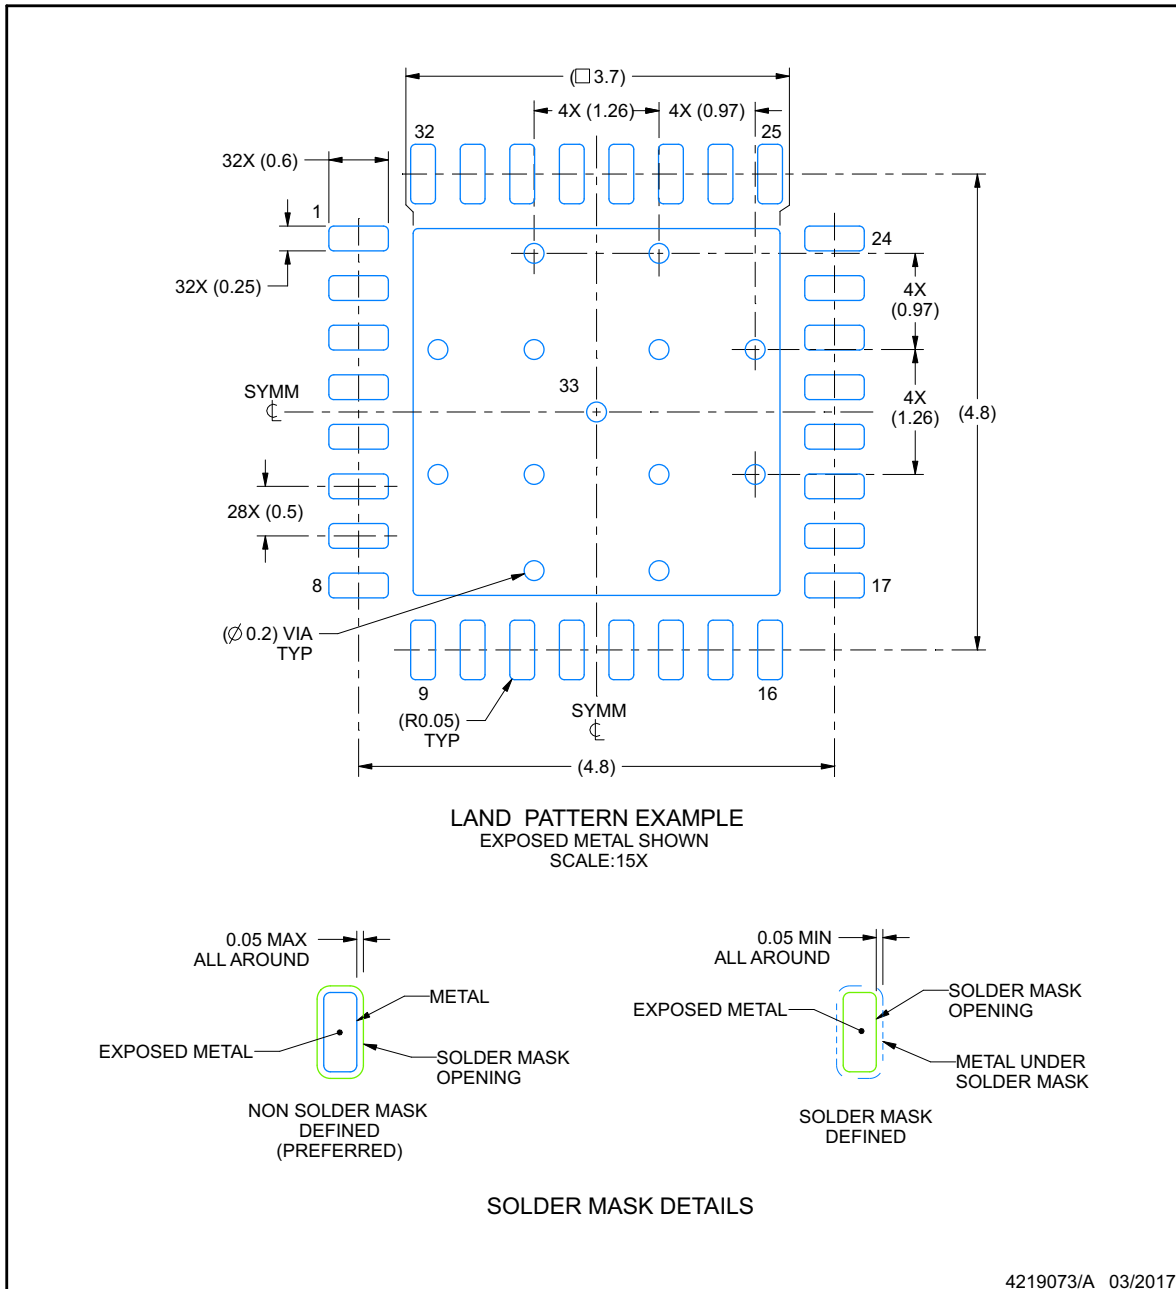 (□ 3.7)
4X (1.26)
4X (0.97)
32
25
32X (0.6)
1
24
32X (0.25)
4X
(0.97)
33
SYMM
℄
4X
(1.26)
(4.8)
28X (0.5)
8
17
(Ø 0.2) VIA
TYP
9
16
(R0.05)
TYP
SYMM
℄
(4.8)
LAND PATTERN EXAMPLE
EXPOSED METAL SHOWN
SCALE:15X
0.05 MAX
ALL AROUND
METAL
EXPOSED METAL
SOLDER MASK
OPENING
NON SOLDER MASK
DEFINED
(PREFERRED)
0.05 MIN
ALL AROUND
EXPOSED METAL
SOLDER MASK
OPENING
METAL UNDER
SOLDER MASK
SOLDER MASK
DEFINED
SOLDER MASK DETAILS
4219073/A 03/2017